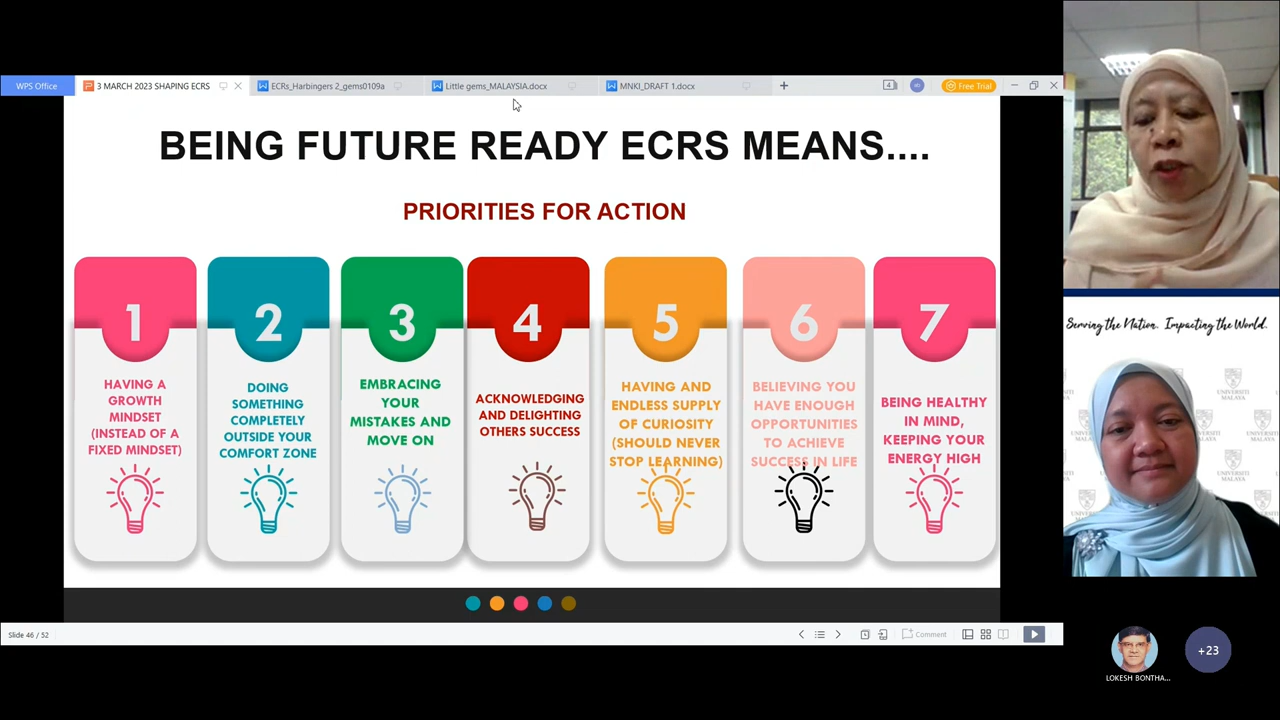 WPS Office
3 MARCH 2023 SHAPING ECRS
ECRs_Harbingers 2_gems0109a
Little gems_MALAYSIA.docx
MNKI_DRAFT 1.docx
Free Trial
BEING FUTURE READY ECRS MEANS....
PRIORITIES FOR ACTION
1
HAVING A
GROWTH
MINDSET
(INSTEAD OF A
FIXED MINDSET)
2
DOING
SOMETHING
COMPLETELY
OUTSIDE YOUR
COMFORT ZONE
3
EMBRACING
YOUR
MISTAKES AND
MOVE ON
4
ACKNOWLEDGING
AND DELIGHTING
OTHERS SUCCESS
5
HAVING AND
ENDLESS SUPPLY
OF CURIOSITY
(SHOULD NEVER
STOP LEARNING)
6
BELIEVING YOU
HAVE ENOUGH
OPPORTUNITIES
TO ACHIEVE
SUCCESS IN LIFE
7
BEING HEALTHY
IN MIND,
KEEPING YOUR
ENERGY HIGH
Slide 46 / 52
Comment
Serving the Nation. Impacting the World.
UNIVERSITI
MALAYA
LOKESH BONTHA...
+23